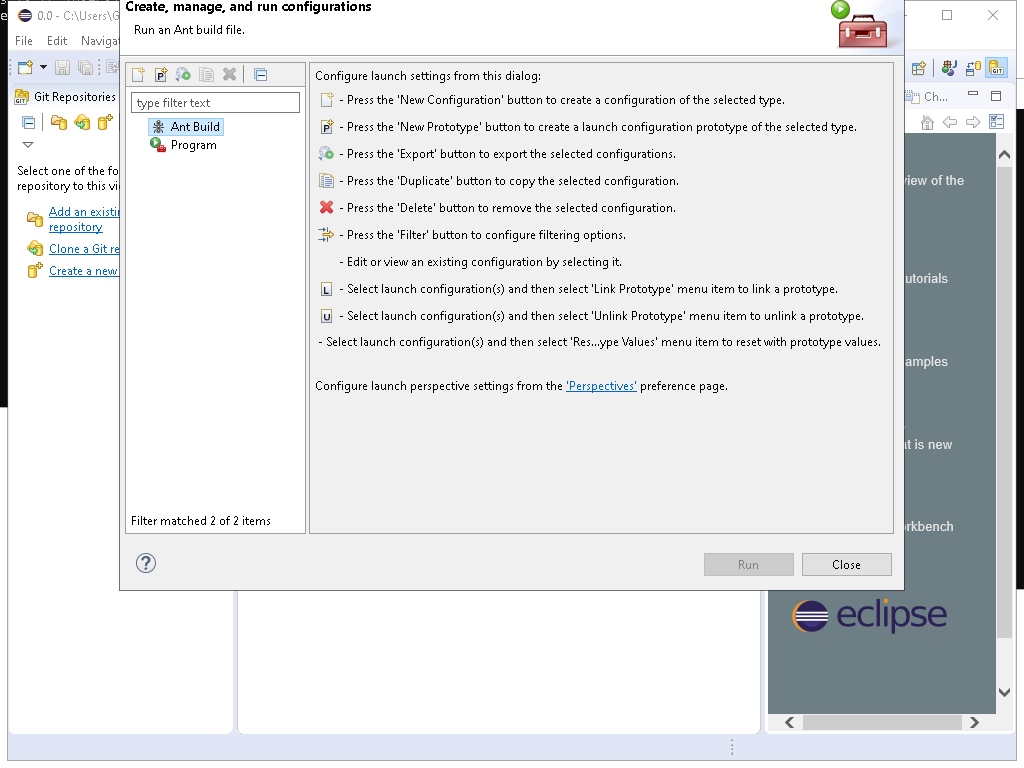 Create, manage, and run configurations
Run an Ant build file.
0.0 - C:\Users\G
File Edit Navigat
Git Repositories
type filter text
Ant Build
Program
Filter matched 2 of 2 items
Select one of the fo
repository to this vi
Add an existin
repository
Clone a Git re
Create a new
Configure launch settings from this dialog:
- Press the 'New Configuration' button to create a configuration of the selected type.
- Press the 'New Prototype' button to create a launch configuration prototype of the selected type.
- Press the 'Export' button to export the selected configurations.
- Press the 'Duplicate' button to copy the selected configuration.
- Press the 'Delete' button to remove the selected configuration.
- Press the 'Filter' button to configure filtering options.
- Edit or view an existing configuration by selecting it.
L - Select launch configuration(s) and then select 'Link Prototype' menu item to link a prototype.
U - Select launch configuration(s) and then select 'Unlink Prototype' menu item to unlink a prototype.
- Select launch configuration(s) and then select 'Res...ype Values' menu item to reset with prototype values.
Configure launch perspective settings from the 'Perspectives' preference page.
Run
Close
Ch...
view of the
utorials
amples
at is new
orkbench
eclipse